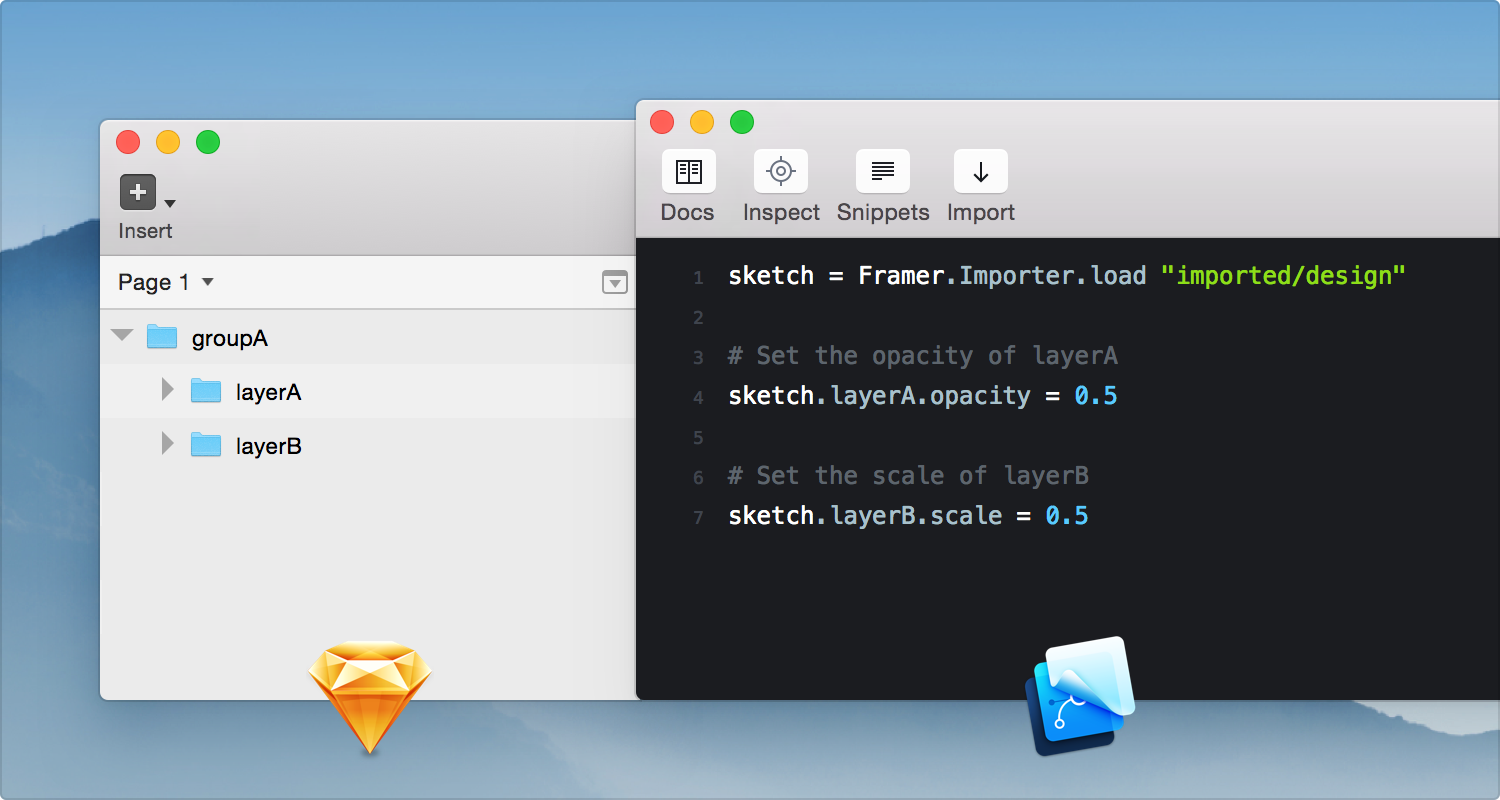 Insert
Page 1
groupA
layerA
layerB
Docs Inspect Snippets Import
1 sketch = Framer.Importer.load "imported/design"
2
3 # Set the opacity of layerA
4 sketch.layerA.opacity = 0.5
5
6 # Set the scale of layerB
7 sketch.layerB.scale = 0.5